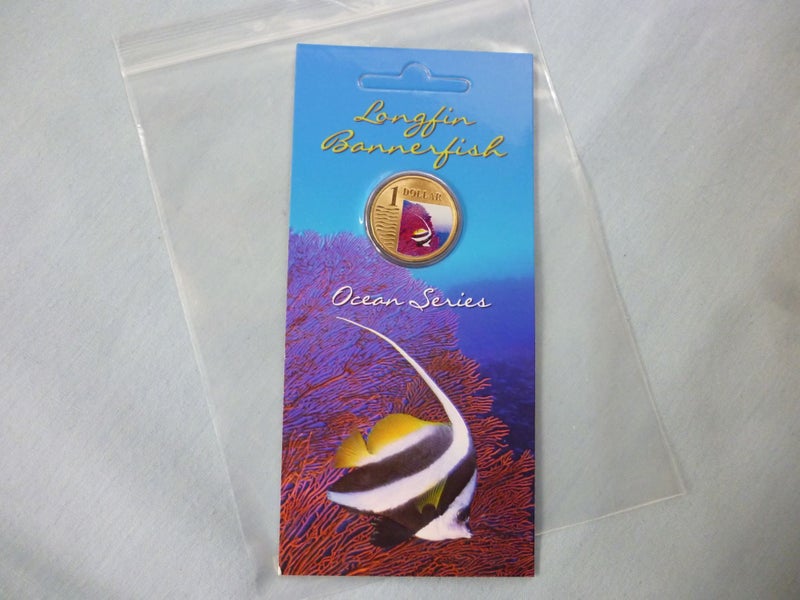 Longfin
Bannerfish
1 DOLLAR
Ocean Series